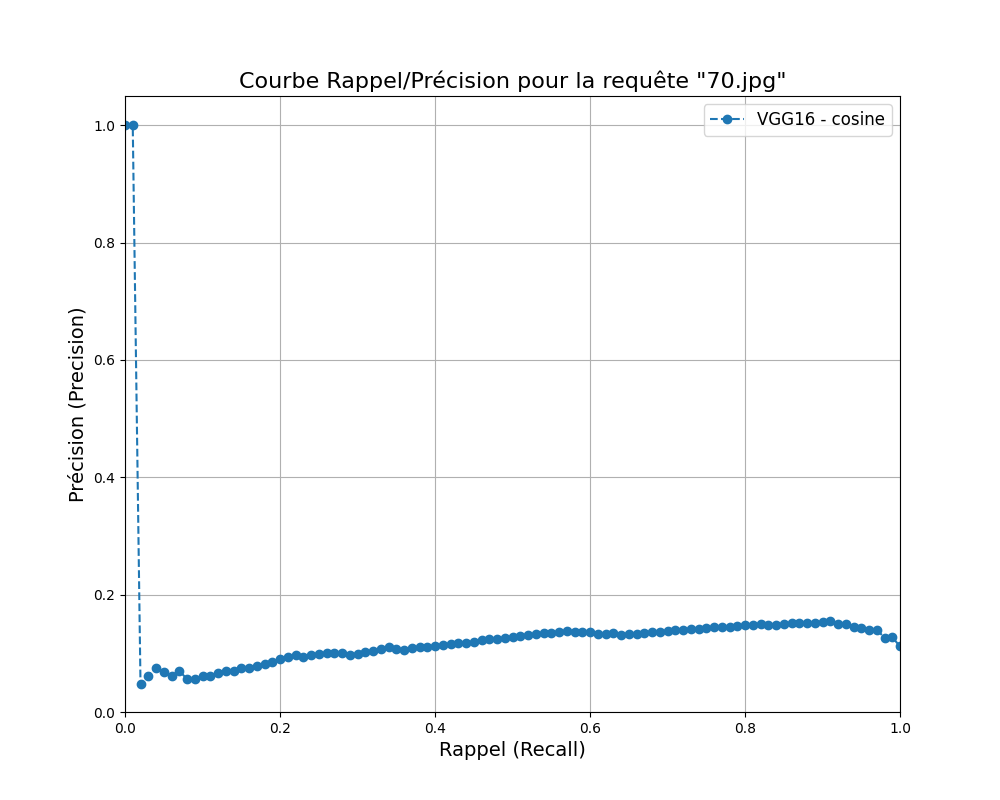 Courbe Rappel/Précision pour la requête "70.jpg"
VGG16 - cosine
Précision (Precision)
1.0
0.8
0.6
0.4
0.2
0.0
0.0 0.2 0.4 0.6 0.8 1.0
Rappel (Recall)